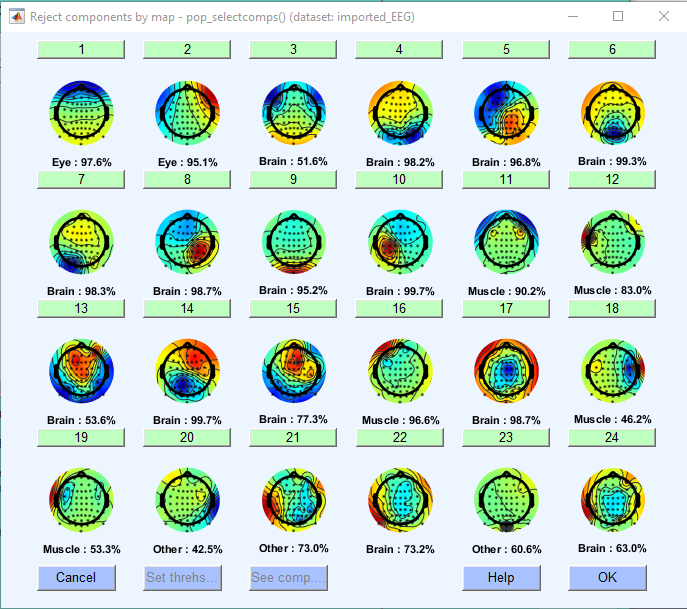 Reject components by map - pop_selectcomps() (dataset: imported_EEG)
1 2 3 4 5 6
Eye : 97.6% Eye : 95.1% Brain : 51.6% Brain : 98.2% Brain : 96.8% Brain : 99.3%
7 8 9 10 11 12
Brain : 98.3% Brain : 98.7% Brain : 95.2% Brain : 99.7% Muscle : 90.2% Muscle : 83.0%
13 14 15 16 17 18
Brain : 53.6% Brain : 99.7% Brain : 77.3% Muscle : 96.6% Brain : 98.7% Muscle : 46.2%
19 20 21 22 23 24
Muscle : 53.3% Other : 42.5% Other : 73.0% Brain : 73.2% Other : 60.6% Brain : 63.0%
Cancel Set threhs... See comp.... Help OK